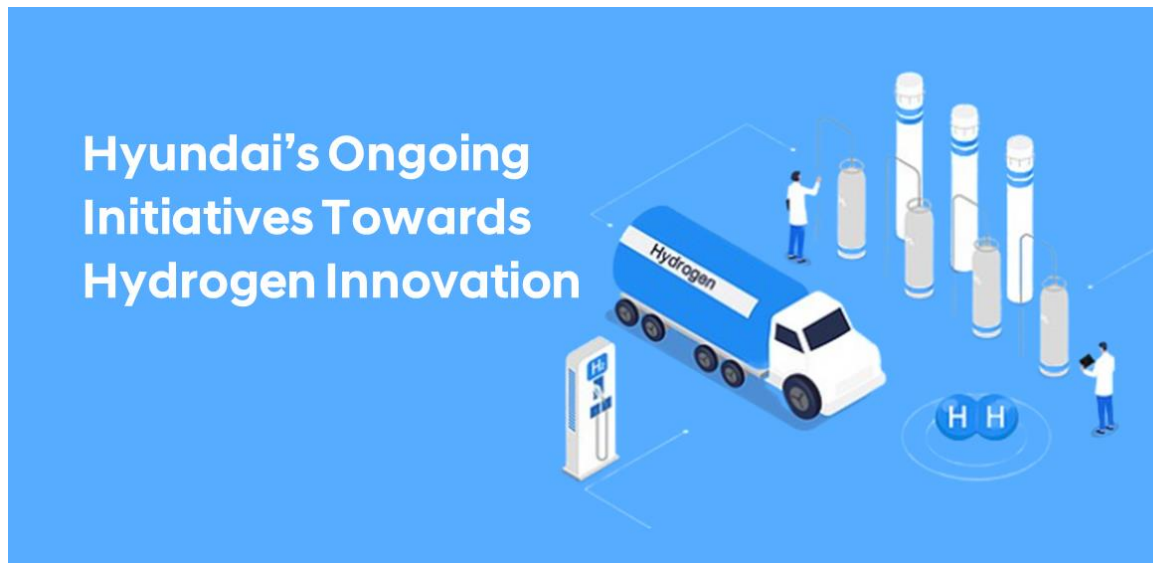 Hyundai’s Ongoing
Initiatives Towards
Hydrogen Innovation
Hydrogen
H₂
H H